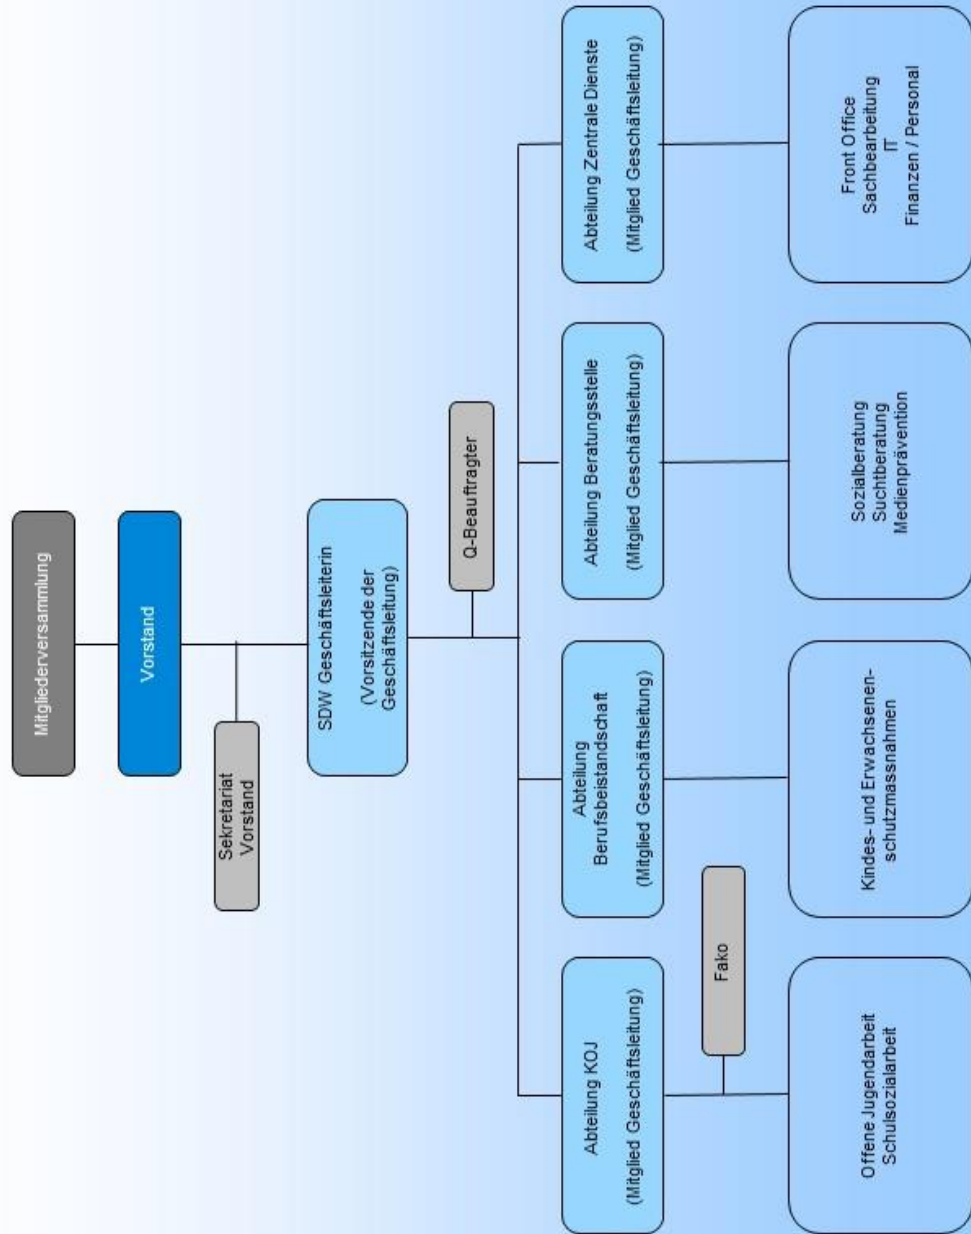 Mitgliederversammlung
Vorstand
Sekretariat
Vorstand
SDW Geschäftsleiterin
(Vorsitzende der
Geschäftsleitung)
Q-Beauftragter
Abteilung KOJ
(Mitglied Geschäftsleitung)
Abteilung
Berufsbeistandschaft
(Mitglied Geschäftsleitung)
Abteilung Beratungsstelle
(Mitglied Geschäftsleitung)
Abteilung Zentrale Dienste
(Mitglied Geschäftsleitung)
Fako
Offene Jugendarbeit
Schulsozialarbeit
Kindes- und Erwachsenen-
schutzmassnahmen
Sozialberatung
Suchtberatung
Medienprävention
Front Office
Sachbearbeitung
IT
Finanzen / Personal